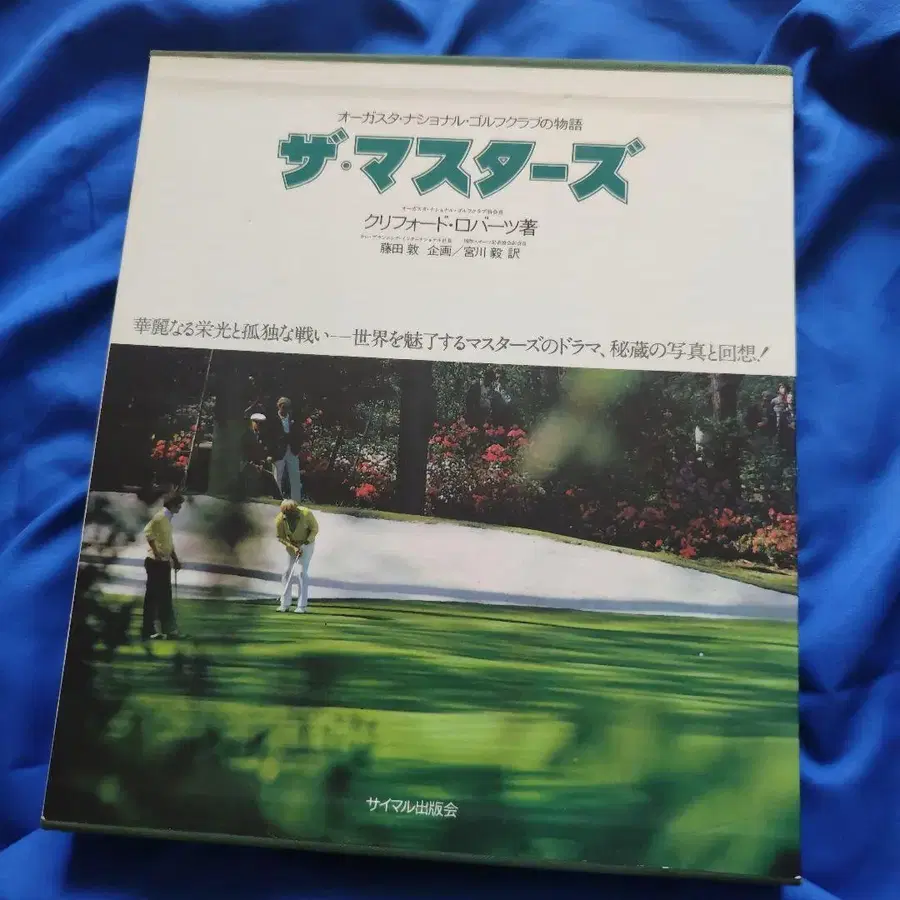 オーガスタ・ナショナル・ゴルフクラブの物語
ザ・マスターズ
クリフォード・ロバーツ著
藤田 敦 企画/宮川 毅 訳
華麗なる栄光と孤独な戦い――世界を魅了するマスターズのドラマ、秘蔵の写真と回想!
サイマル出版会